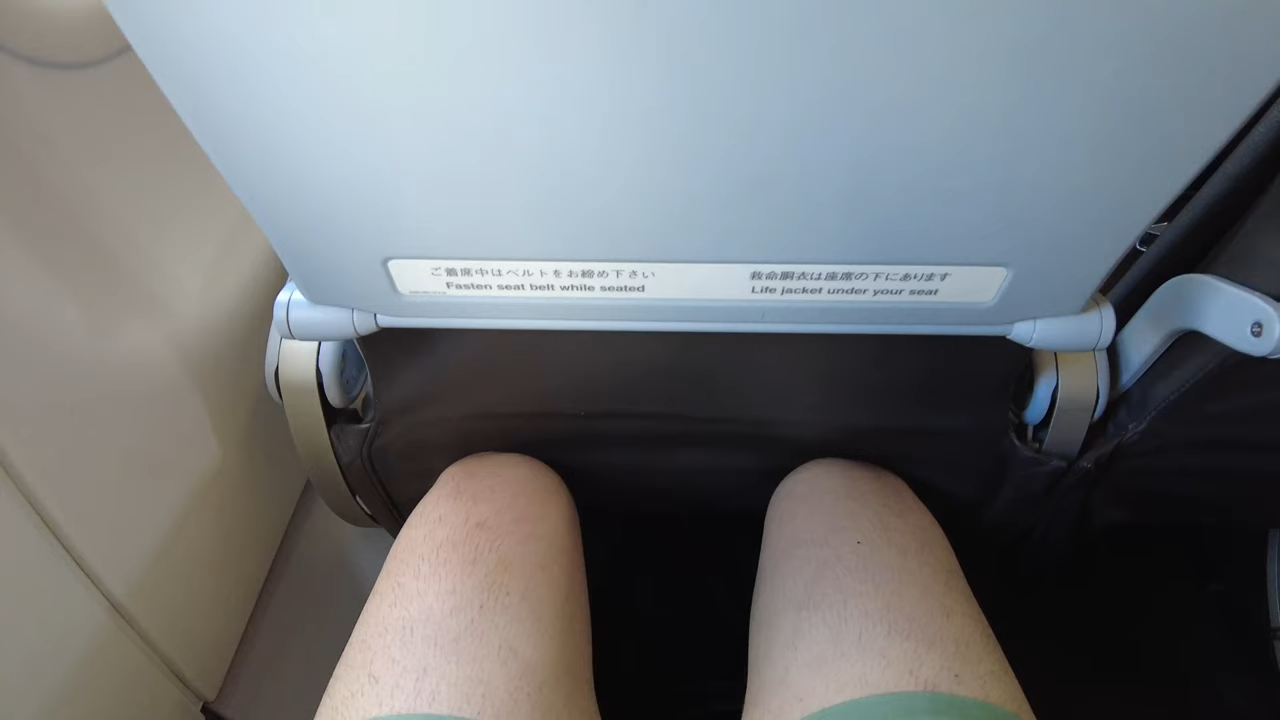 ご着席中はベルトをお締め下さい
Fasten seat belt while seated
救命胴衣は座席の下にあります
Life jacket under your seat